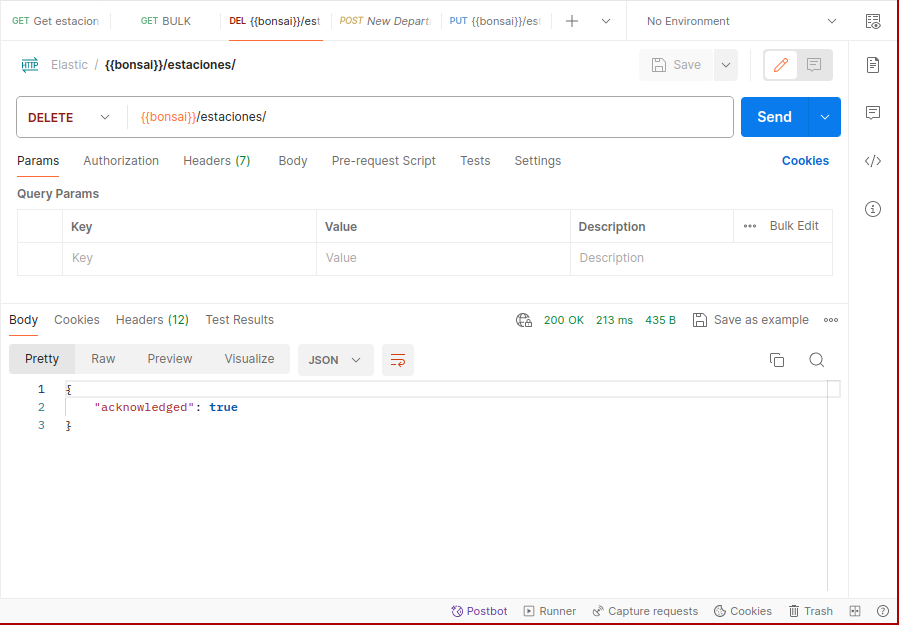 GET Get estacion GET BULK DEL {{bonsai}}/est POST New Depart PUT {{bonsai}}/est No Environment
HTTP Elastic / {{bonsai}}/estaciones/ Save
DELETE {{bonsai}}/estaciones/ Send
Params Authorization Headers (7) Body Pre-request Script Tests Settings Cookies
Query Params
Key Value Description Bulk Edit
Key Value Description
Body Cookies Headers (12) Test Results 200 OK 213 ms 435 B Save as example
Pretty Raw Preview Visualize JSON
1 {
2 "acknowledged": true
3 }
Postbot Runner Capture requests Cookies Trash